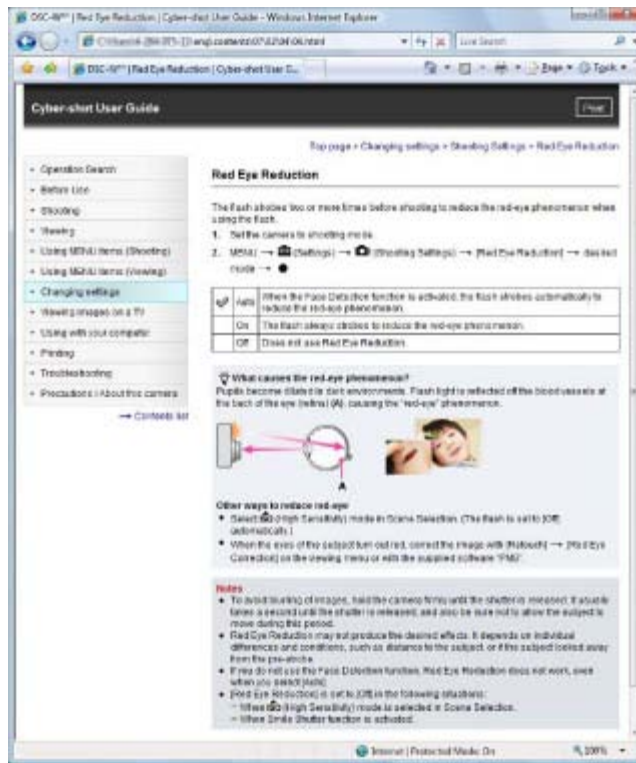 Red Eye Reduction | Cyber-shot User Guide - Windows Internet Explorer
Live Search
Page Tools
Cyber-shot User Guide
Print
Top page > Changing settings > Shooting Settings > Red Eye Reduction
Operation Search
Before Use
Shooting
Viewing
Using MENU items (Shooting)
Using MENU items (Viewing)
Changing settings
Viewing images on a TV
Using with your computer
Printing
Troubleshooting
Precautions / About this camera
→ Contents list
Red Eye Reduction
The flash strobes two or more times before shooting to reduce the red-eye phenomenon when
using the flash.
1. Set the camera to shooting mode.
2. MENU → (Settings) → (Shooting Settings) → [Red Eye Reduction] → desired
mode → ●
Auto When the Face Detection function is activated, the flash strobes automatically to
reduce the red-eye phenomenon.
On The flash always strobes to reduce the red-eye phenomenon.
Off Does not use Red Eye Reduction.
What causes the red-eye phenomenon?
Pupils become dilated in dark environments. Flash light is reflected off the blood vessels at
the back of the eye (retina) (A), causing the "red-eye" phenomenon.
A
Other ways to reduce red-eye
• Select (High Sensitivity) mode in Scene Selection. (The flash is set to [Off]
automatically.)
• When the eyes of the subject turn out red, correct the image with [Retouch] → [Red Eye
Correction] on the viewing menu or with the supplied software "PMB".
Notes
• To avoid blurring of images, hold the camera firmly until the shutter is released. It usually
takes a second until the shutter is released, and also be sure not to allow the subject to
move during this period.
• Red Eye Reduction may not produce the desired effects. It depends on individual
differences and conditions, such as distance to the subject, or if the subject looked away
from the pre-strobe.
• If you do not use the Face Detection function, Red Eye Reduction does not work, even
when you select [Auto].
• [Red Eye Reduction] is set to [Off] in the following situations:
– When (High Sensitivity) mode is selected in Scene Selection.
– When Smile Shutter function is activated.
Internet | Protected Mode: On
100%